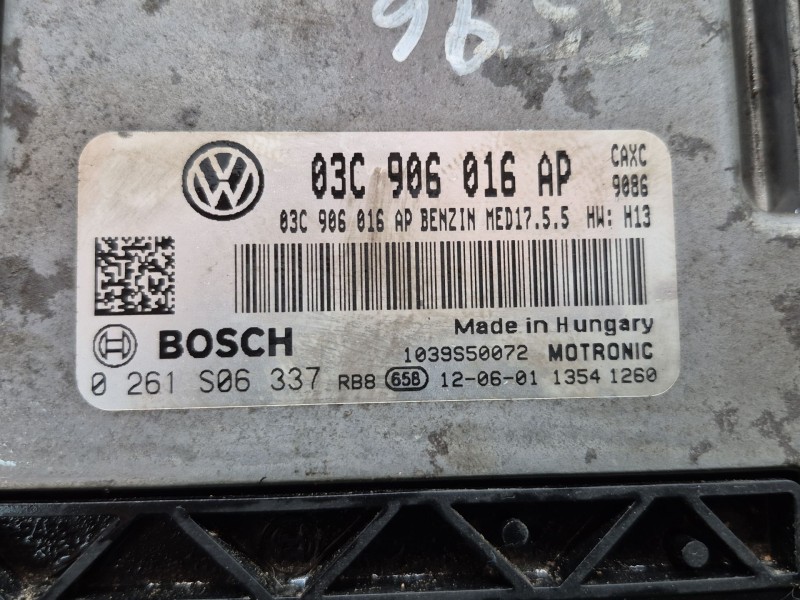 96
VW
03C 906 016 AP
CAXC
9086
03C 906 016 AP BENZIN MED17.5.5 HW: H13
Made in Hungary
BOSCH
1039S50072 MOTRONIC
0 261 S06 337 RB8 658 12-06-01 1354 1260